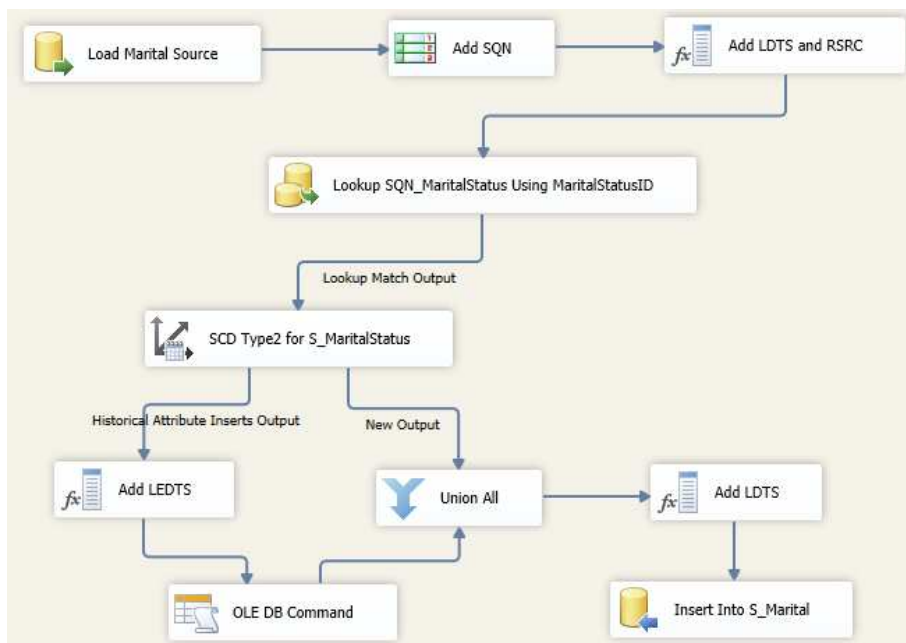 Load Marital Source
Add SQN
Add LDTS and RSRC
Lookup SQN_MaritalStatus Using MaritalStatusID
Lookup Match Output
SCD Type2 for S_MaritalStatus
Historical Attribute Inserts Output
New Output
Add LEDTS
Union All
Add LDTS
OLE DB Command
Insert Into S_Marital